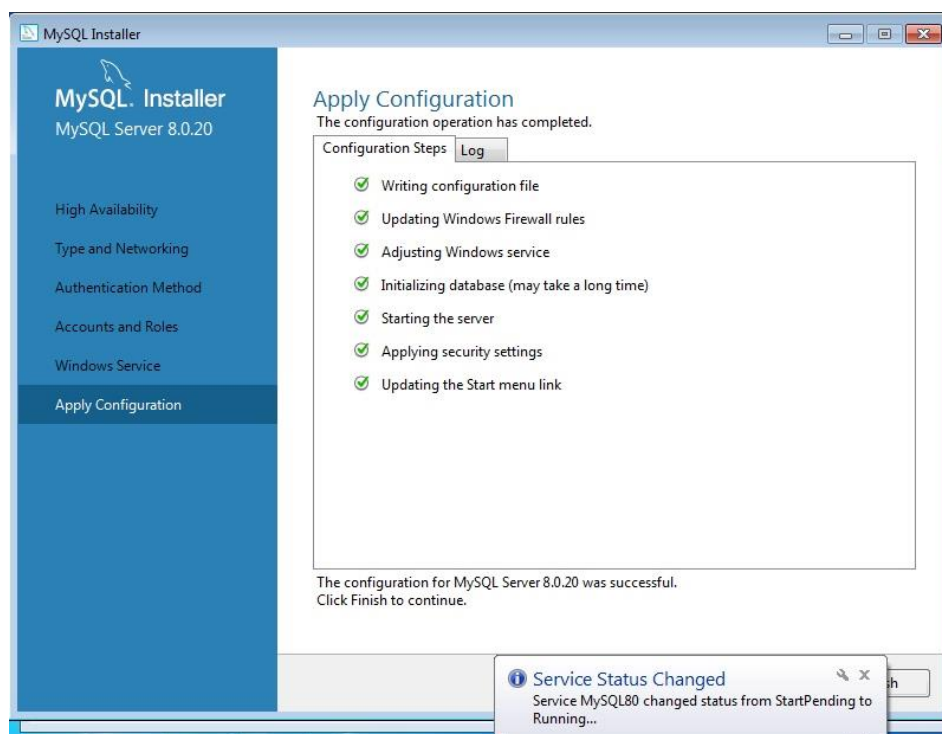 MySQL Installer
MySQL. Installer
MySQL Server 8.0.20
High Availability
Type and Networking
Authentication Method
Accounts and Roles
Windows Service
Apply Configuration
Apply Configuration
The configuration operation has completed.
Configuration Steps Log
Writing configuration file
Updating Windows Firewall rules
Adjusting Windows service
Initializing database (may take a long time)
Starting the server
Applying security settings
Updating the Start menu link
The configuration for MySQL Server 8.0.20 was successful.
Click Finish to continue.
Service Status Changed
Service MySQL80 changed status from StartPending to
Running...